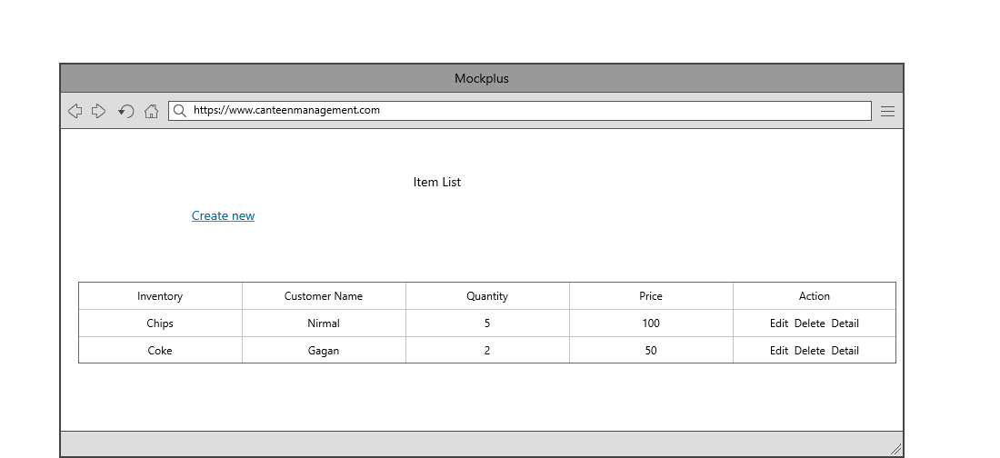 Mockplus
https://www.canteenmanagement.com
Item List
Create new
Inventory Customer Name Quantity Price Action
Chips Nirmal 5 100 Edit Delete Detail
Coke Gagan 2 50 Edit Delete Detail